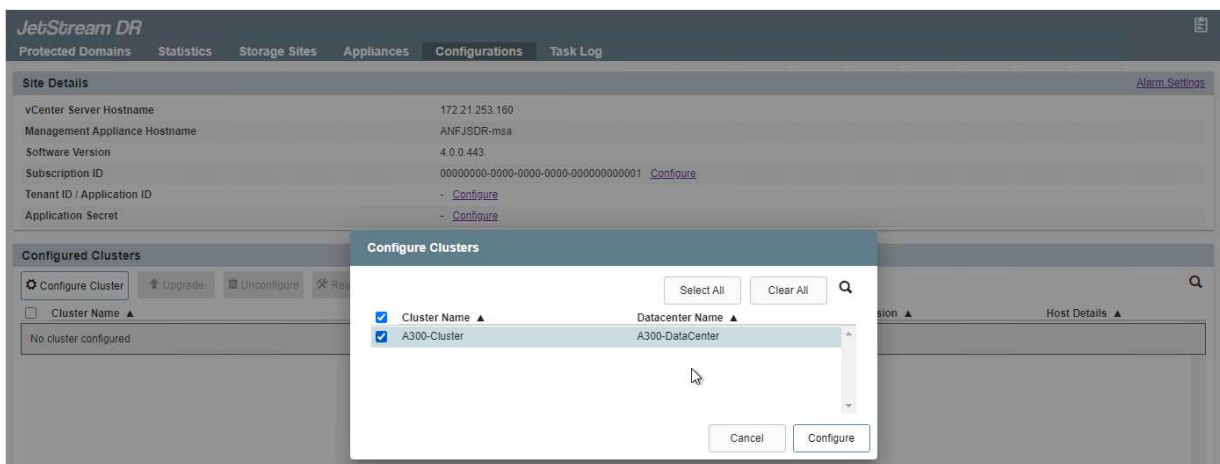 JetStream DR
Protected Domains Statistics Storage Sites Appliances Configurations Task Log
Site Details Alarm Settings
vCenter Server Hostname 172.21.253.160
Management Appliance Hostname ANFJSDR-msa
Software Version 4.0.0.443
Subscription ID 00000000-0000-0000-0000-000000000001 Configure
Tenant ID / Application ID - Configure
Application Secret - Configure
Configured Clusters
Configure Cluster Upgrade Unconfigure Res
Cluster Name ▲ sion ▲ Host Details ▲
No cluster configured
Configure Clusters
Select All Clear All
Cluster Name ▲ Datacenter Name ▲
A300-Cluster A300-DataCenter
Cancel Configure